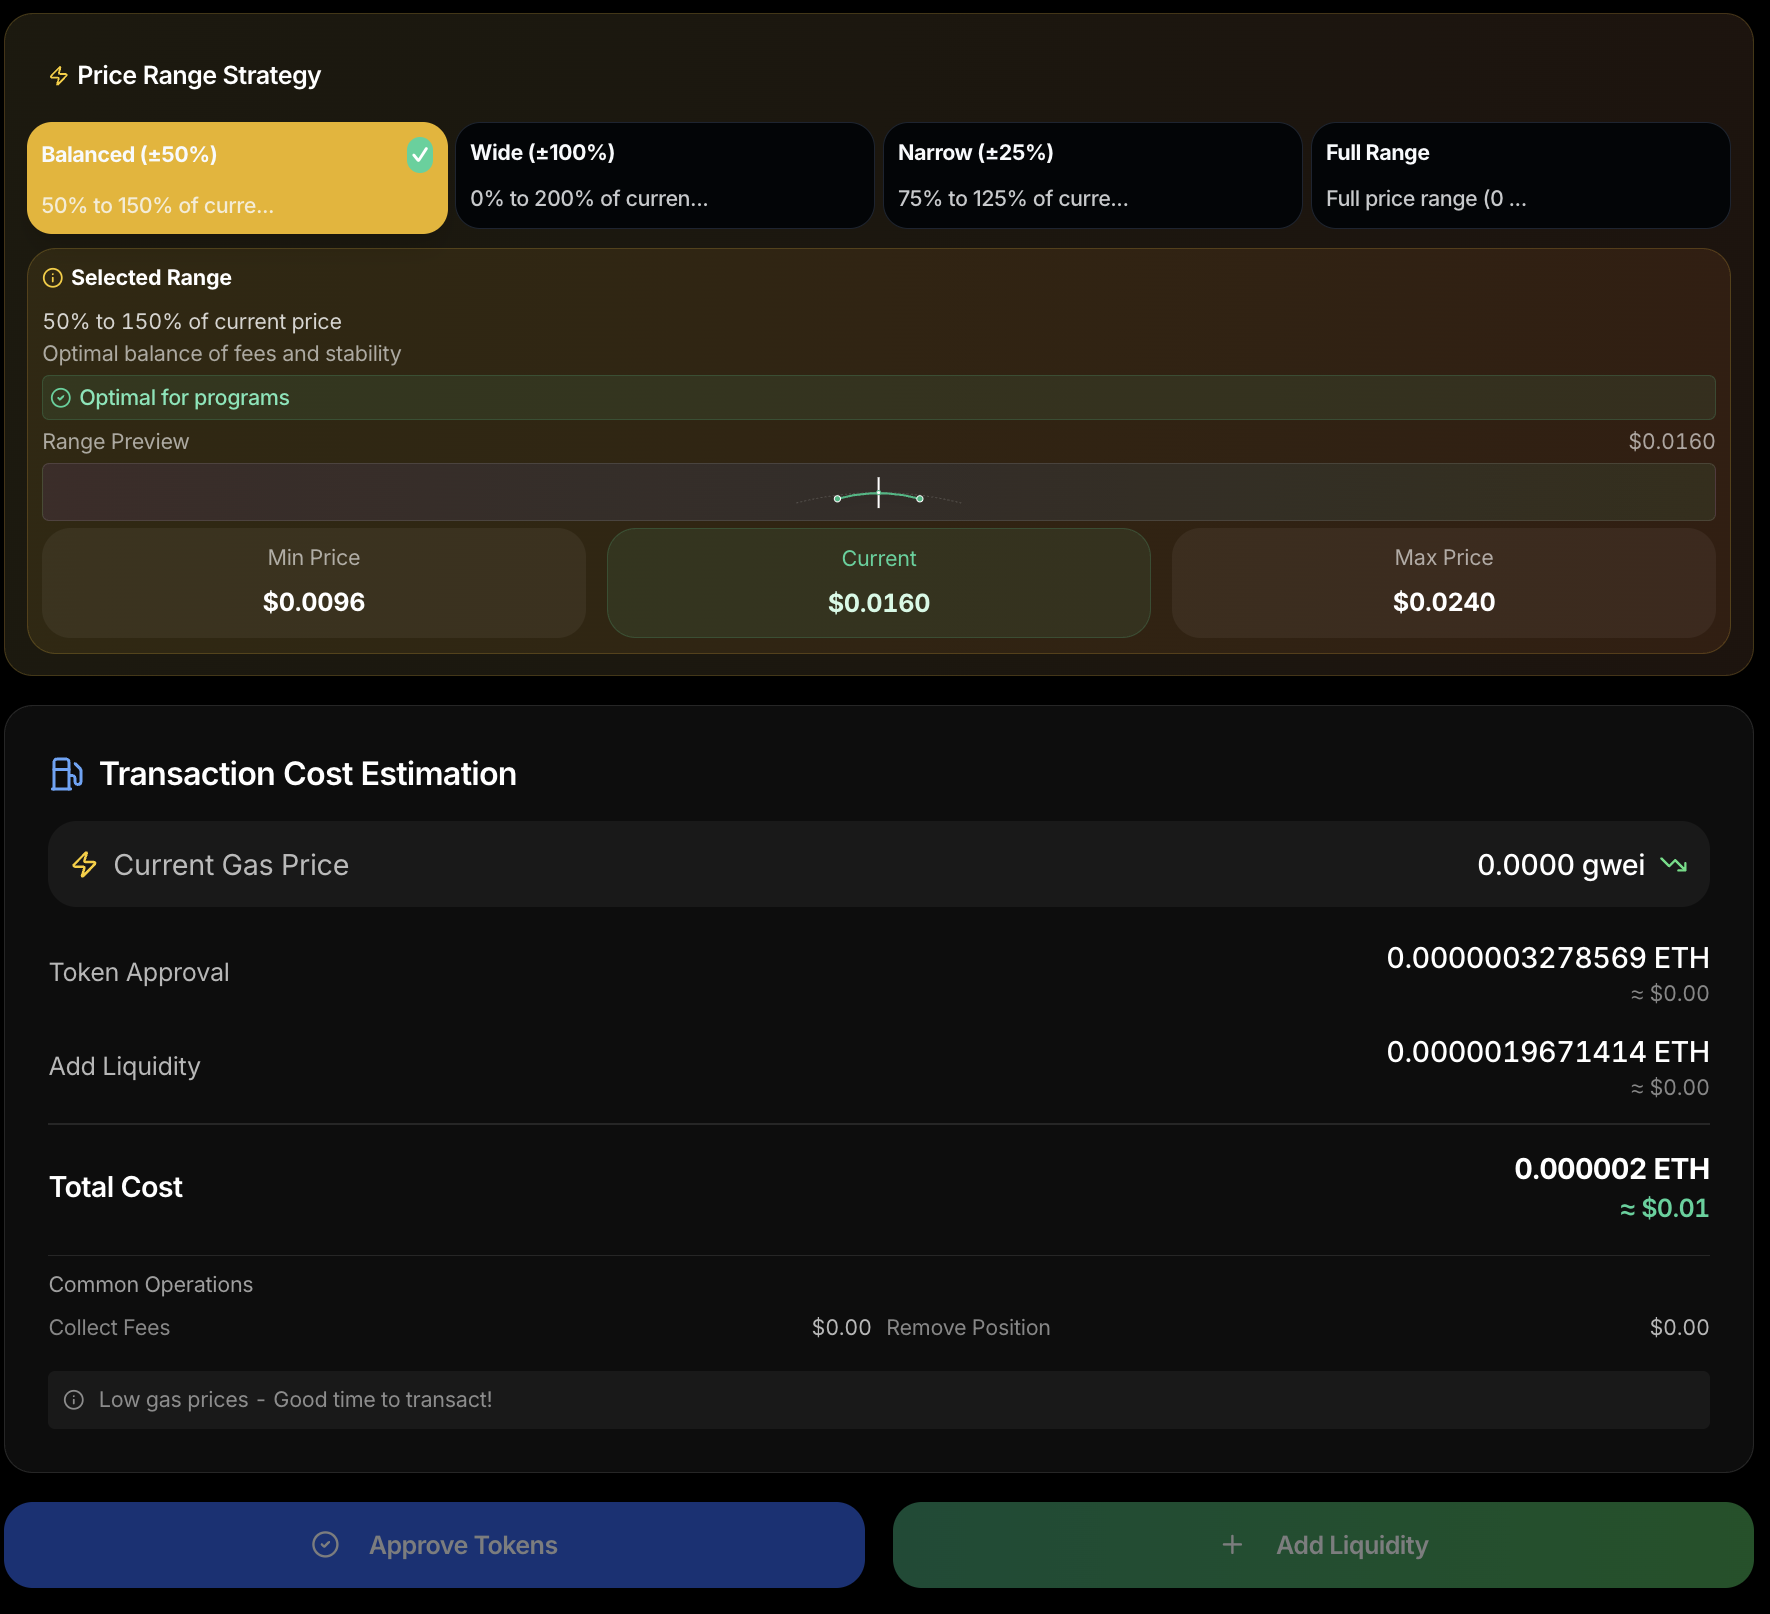 Price Range Strategy
Balanced (±50%)
50% to 150% of curre...
Wide (±100%)
0% to 200% of curren...
Narrow (±25%)
75% to 125% of curre...
Full Range
Full price range (0 ...
Selected Range
50% to 150% of current price
Optimal balance of fees and stability
Optimal for programs
Range Preview $0.0160
Min Price
$0.0096
Current
$0.0160
Max Price
$0.0240
Transaction Cost Estimation
Current Gas Price 0.0000 gwei
Token Approval 0.0000003278569 ETH
≈ $0.00
Add Liquidity 0.0000019671414 ETH
≈ $0.00
Total Cost 0.000002 ETH
≈ $0.01
Common Operations
Collect Fees $0.00 Remove Position $0.00
Low gas prices - Good time to transact!
Approve Tokens
Add Liquidity